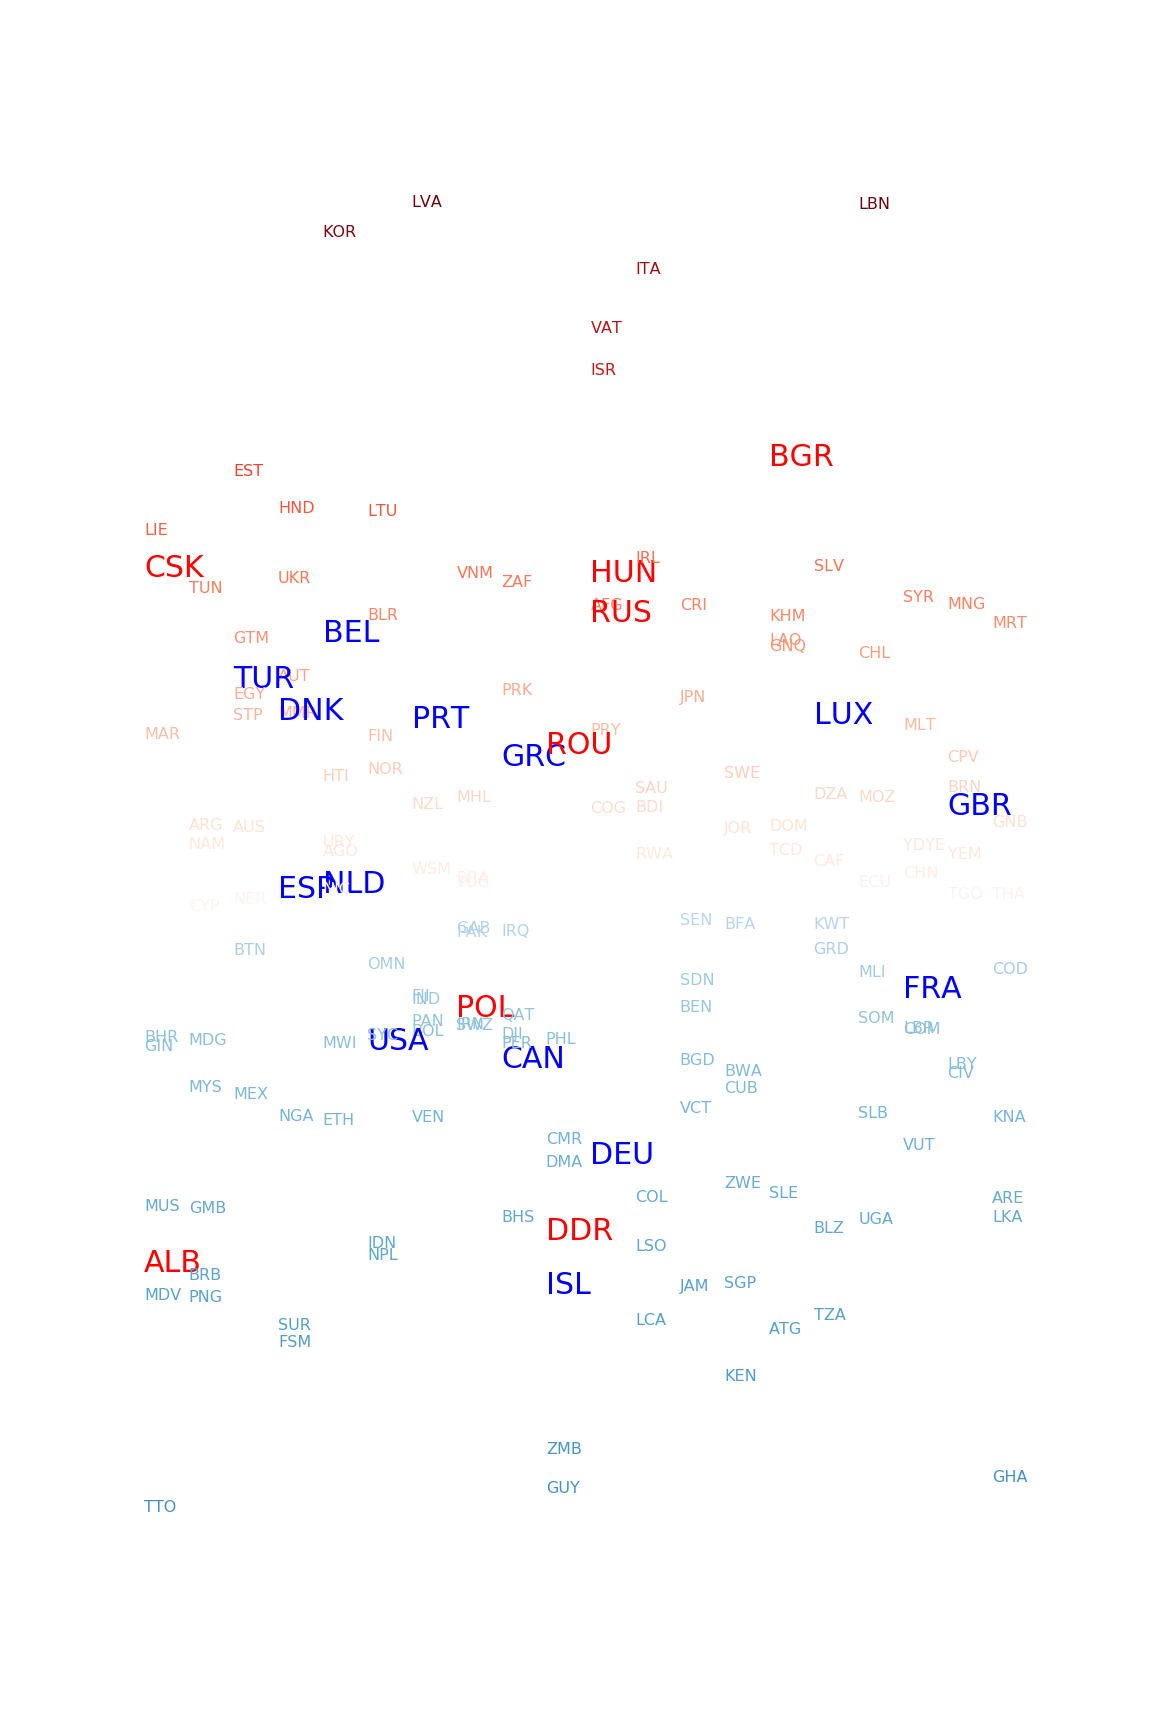 LVA
LBN
KOR
ITA
VAT
ISR
BGR
EST
HND
LTU
LIE
IRL
CSK
SLV
HUN
VNM
UKR
ZAF
TUN
SYR
MNG
AFG
CRI
RUS
BLR
KHM
MRT
BEL
GTM
LAO
GNQ
CHL
AUT
TUR
PRK
EGY
JPN
DNK
STP
PRT
LUX
MLT
PRY
MAR
FIN
ROU
GRC
CPV
NOR
SWE
HTI
BRN
SAU
DZA
MHL
MOZ
NZL
GBR
BDI
COG
GNB
ARG
DOM
AUS
JOR
URY
NAM
YDYE
TCD
AGO
RWA
YEM
CAF
WSM
CHN
ECU
NLD
ESP
TGO
THA
NER
CYP
SEN
BFA
KWT
GAB
PAK
IRQ
GRD
BTN
OMN
COD
MLI
SDN
FRA
IND
BEN
POL
QAT
SOM
PAN
COM
SYC
BHR
PHL
MDG
USA
MWI
PER
GIN
CAN
BGD
LBY
BWA
CIV
MYS
CUB
MEX
VCT
SLB
NGA
VEN
KNA
ETH
CMR
VUT
DEU
DMA
ZWE
SLE
COL
ARE
MUS
GMB
BHS
LKA
UGA
BLZ
DDR
IDN
LSO
NPL
ALB
BRB
SGP
ISL
JAM
MDV
PNG
TZA
LCA
SUR
ATG
FSM
KEN
ZMB
GHA
GUY
TTO